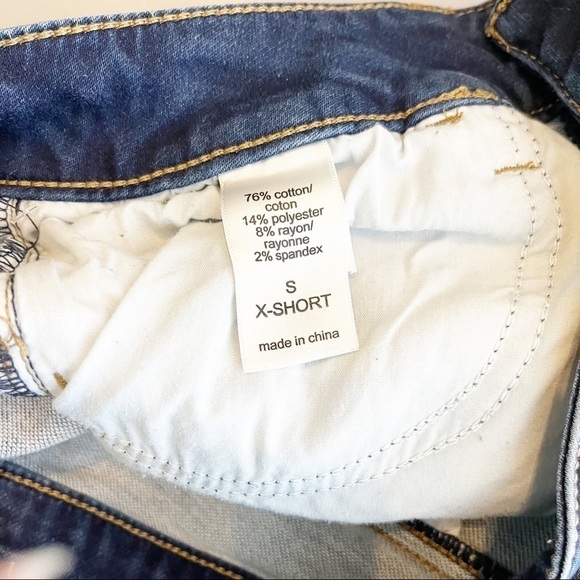 76% cotton/
coton
14% polyester
8% rayon/
rayonne
2% spandex
S
X-SHORT
made in china